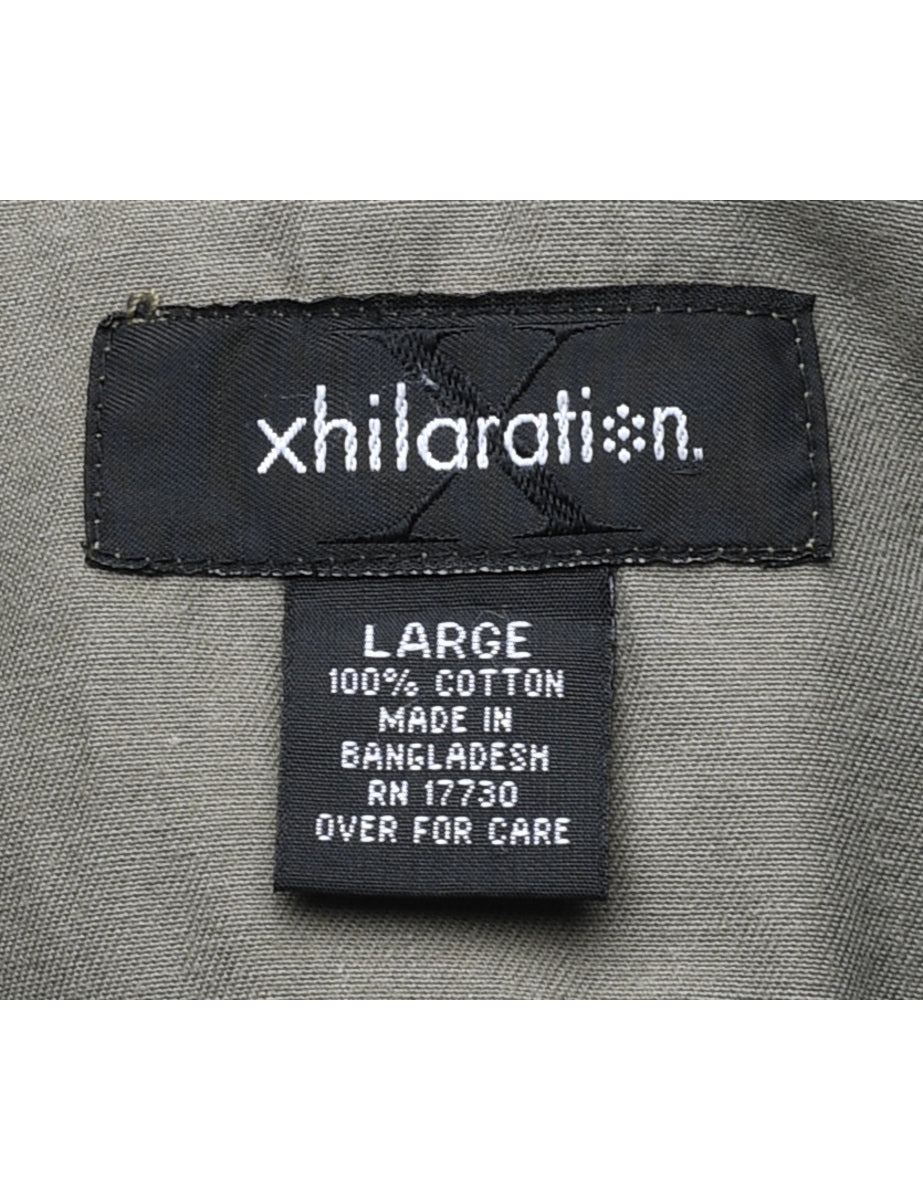 xhilaration.
LARGE
100% COTTON
MADE IN
BANGLADESH
RN 17730
OVER FOR CARE